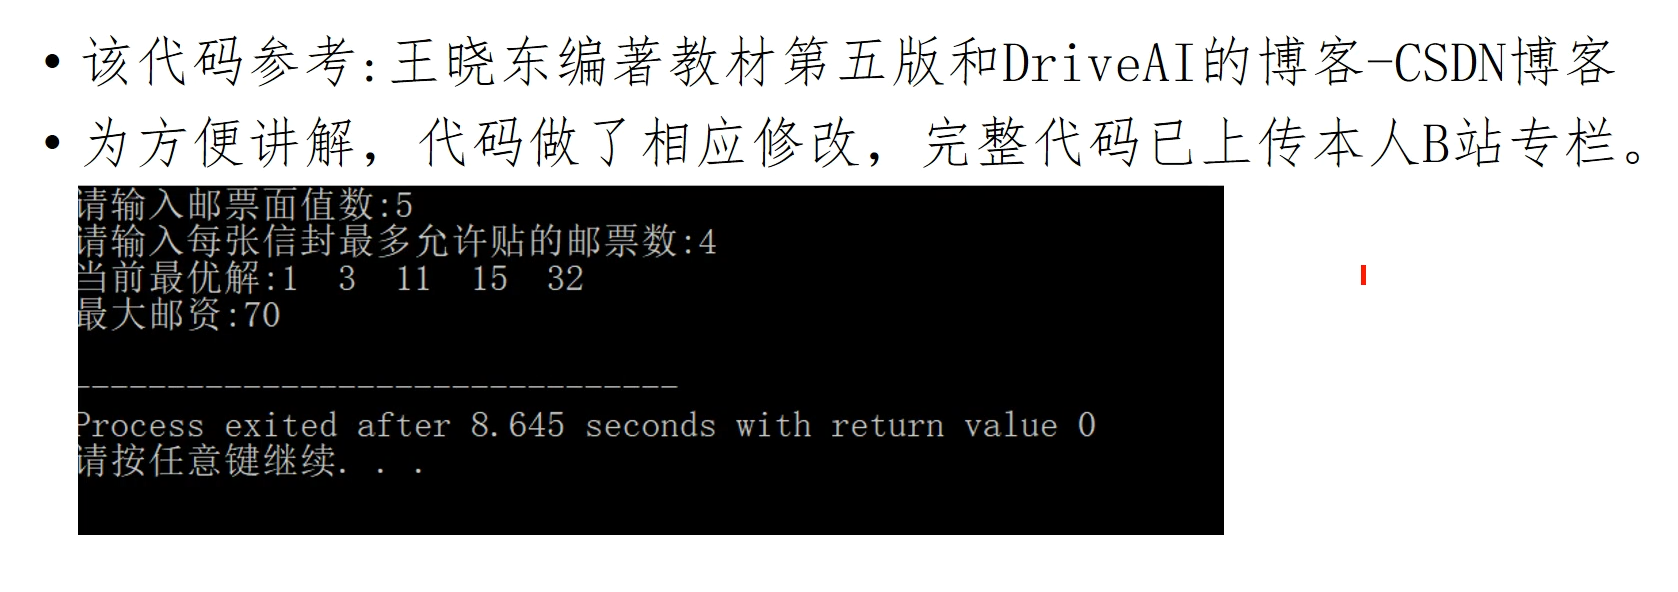 • 该代码参考:王晓东编著教材第五版和DriveAI的博客-CSDN博客
• 为方便讲解，代码做了相应修改，完整代码已上传本人B站专栏。
请输入邮票面值数:5
请输入每张信封最多允许贴的邮票数:4
当前最优解:1  3  11  15  32
最大邮资:70
--------------------------------
Process exited after 8.645 seconds with return value 0
请按任意键继续. . .